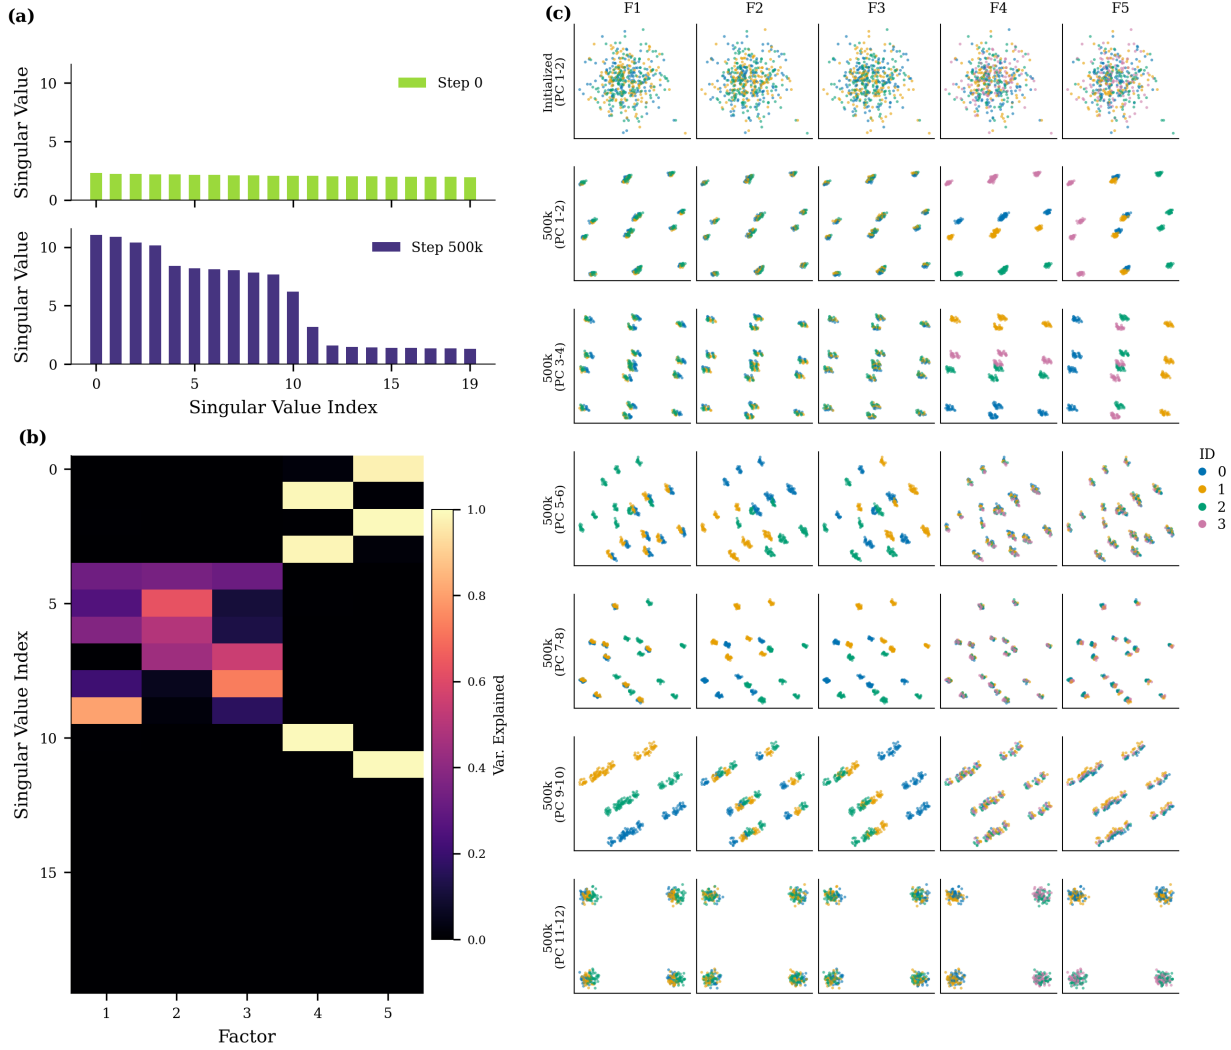 (a)
Singular Value
10
5
0
Step 0
Singular Value
10
5
0
Step 500k
0 5 10 15 19
Singular Value Index
(b)
Singular Value Index
0
5
10
15
1 2 3 4 5
Factor
1.0
0.8
0.6
0.4
0.2
0.0
Var. Explained
(c)
F1 F2 F3 F4 F5
Initialized
(PC 1-2)
500k
(PC 1-2)
500k
(PC 3-4)
500k
(PC 5-6)
500k
(PC 7-8)
500k
(PC 9-10)
500k
(PC 11-12)
ID
0
1
2
3